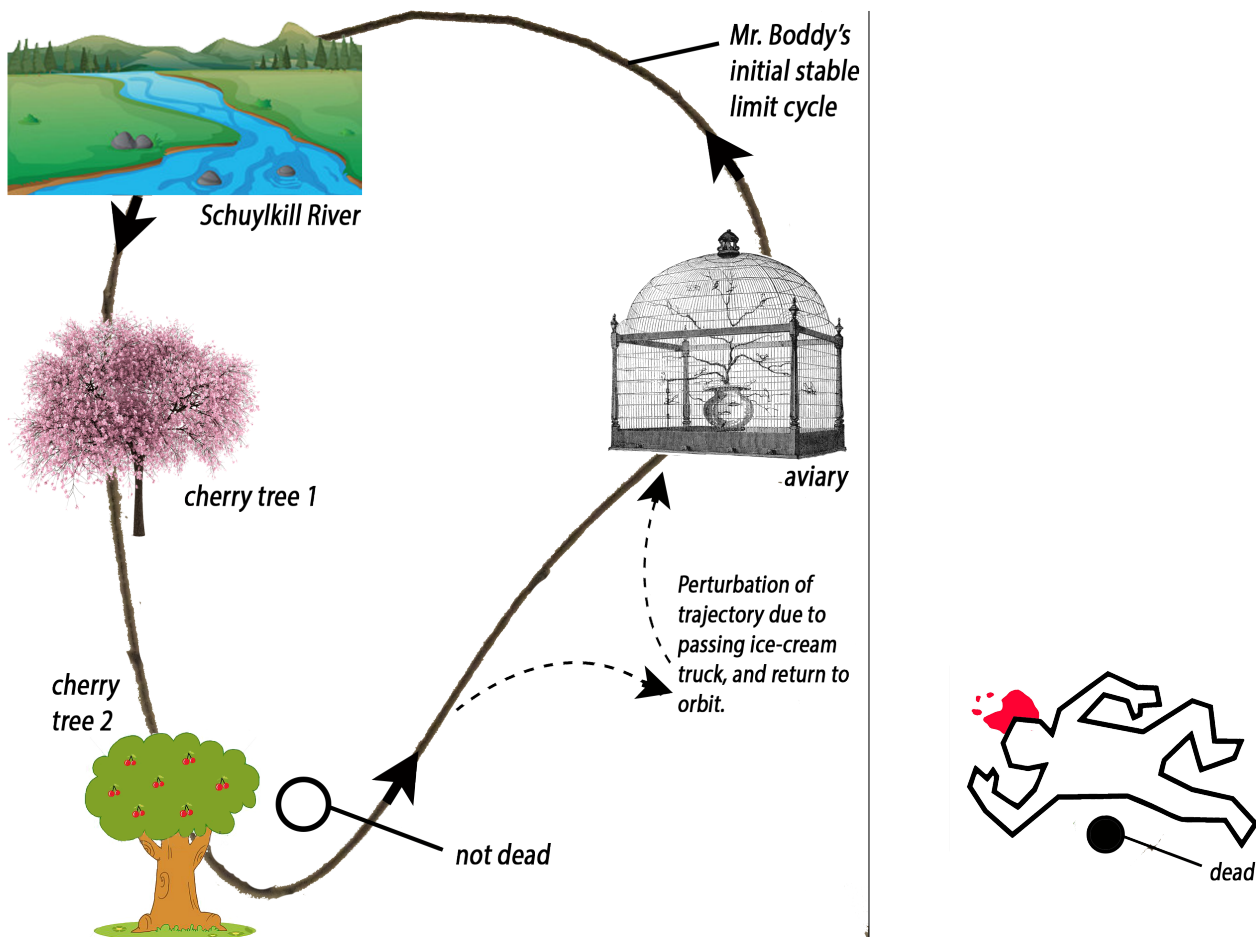 Mr. Boddy's
initial stable
limit cycle
Schuylkill River
cherry tree 1
aviary
Perturbation of
trajectory due to
passing ice-cream
truck, and return to
orbit.
cherry
tree 2
not dead
dead